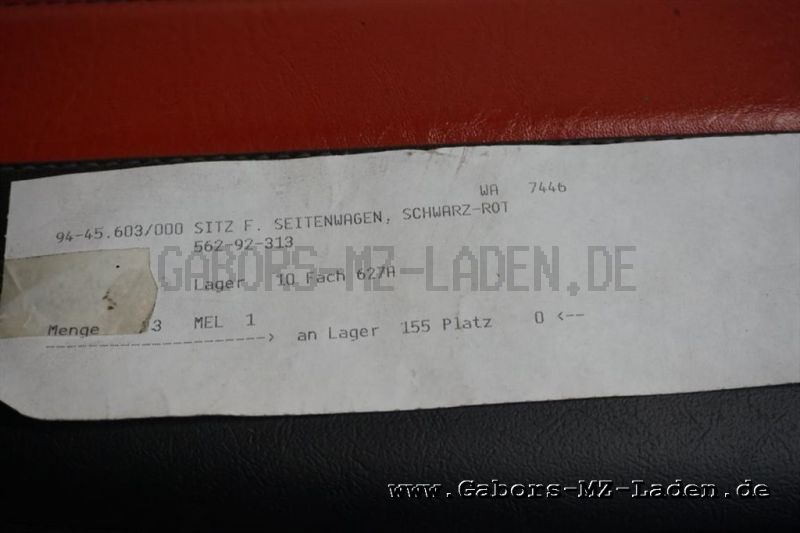 WA 7446
94-45.603/000 SITZ F. SEITENWAGEN, SCHWARZ-ROT
562-92-313
GABORS-MZ-LADEN.DE
Lager 10 Fach 627A
Menge 3 MEL 1
--------------------> an Lager 155 Platz 0 <--
www.Gabors-MZ-Laden.de